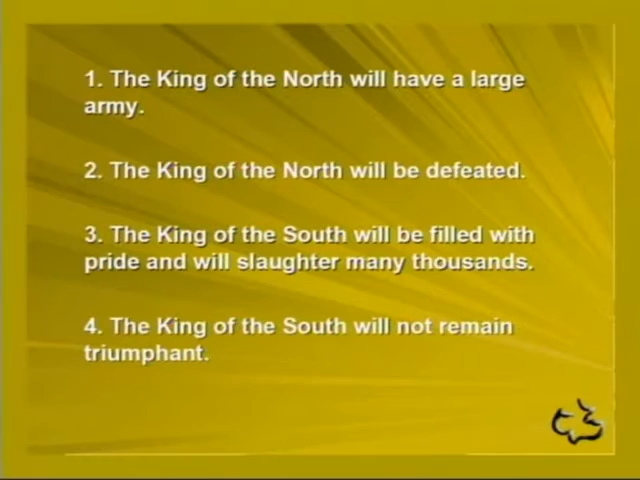 1. The King of the North will have a large
army.
2. The King of the North will be defeated.
3. The King of the South will be filled with
pride and will slaughter many thousands.
4. The King of the South will not remain
triumphant.